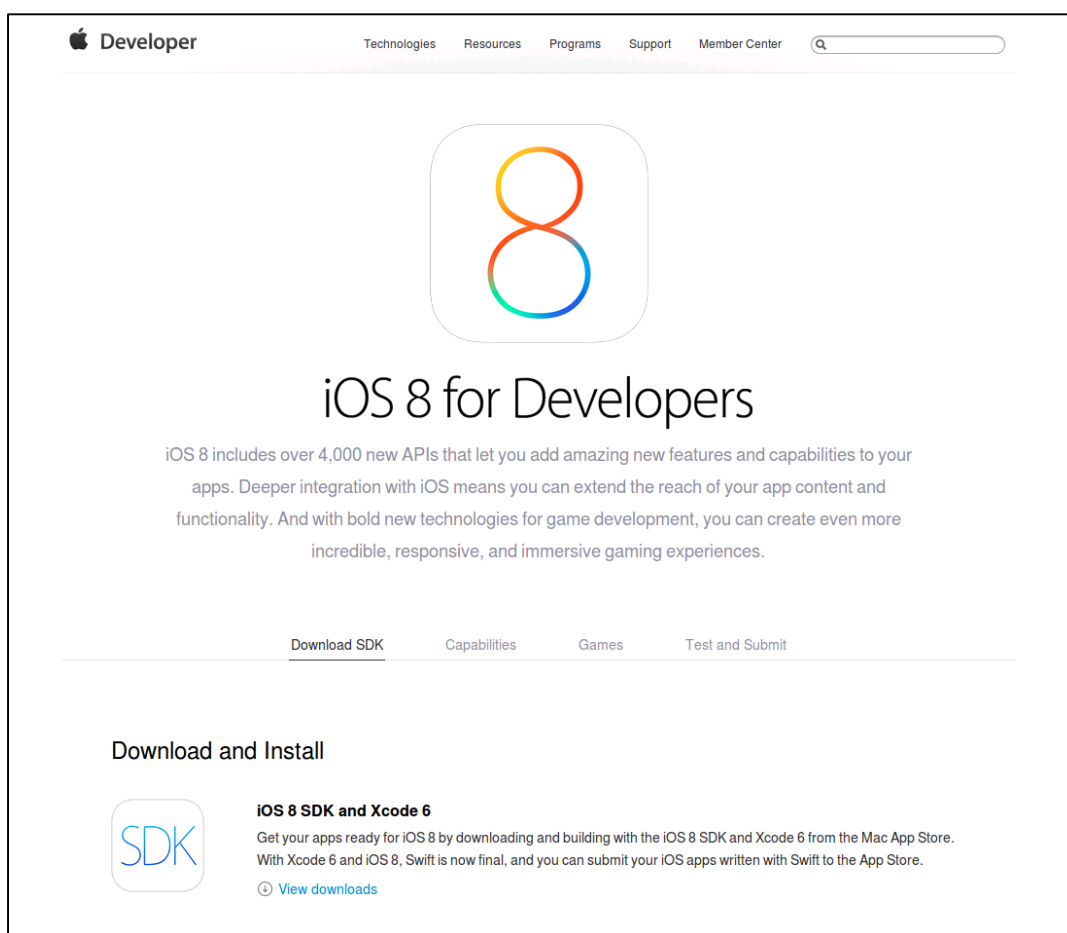 Developer
Technologies Resources Programs Support Member Center
8
iOS 8 for Developers
iOS 8 includes over 4,000 new APIs that let you add amazing new features and capabilities to your
apps. Deeper integration with iOS means you can extend the reach of your app content and
functionality. And with bold new technologies for game development, you can create even more
incredible, responsive, and immersive gaming experiences.
Download SDK Capabilities Games Test and Submit
Download and Install
SDK
iOS 8 SDK and Xcode 6
Get your apps ready for iOS 8 by downloading and building with the iOS 8 SDK and Xcode 6 from the Mac App Store.
With Xcode 6 and iOS 8, Swift is now final, and you can submit your iOS apps written with Swift to the App Store.
View downloads